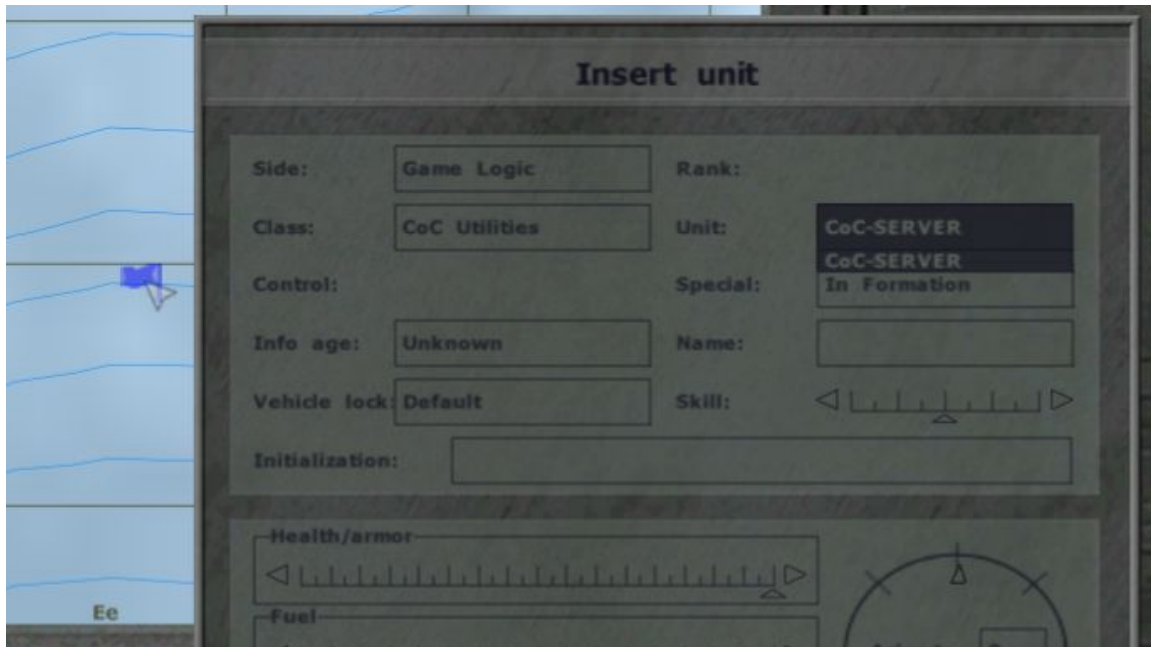 Insert unit
Side: Game Logic Rank:
Class: CoC Utilities Unit: CoC-SERVER
CoC-SERVER
Control: Special: In Formation
Info age: Unknown Name:
Vehicle lock: Default Skill:
Initialization:
Health/armor
Fuel
Ee